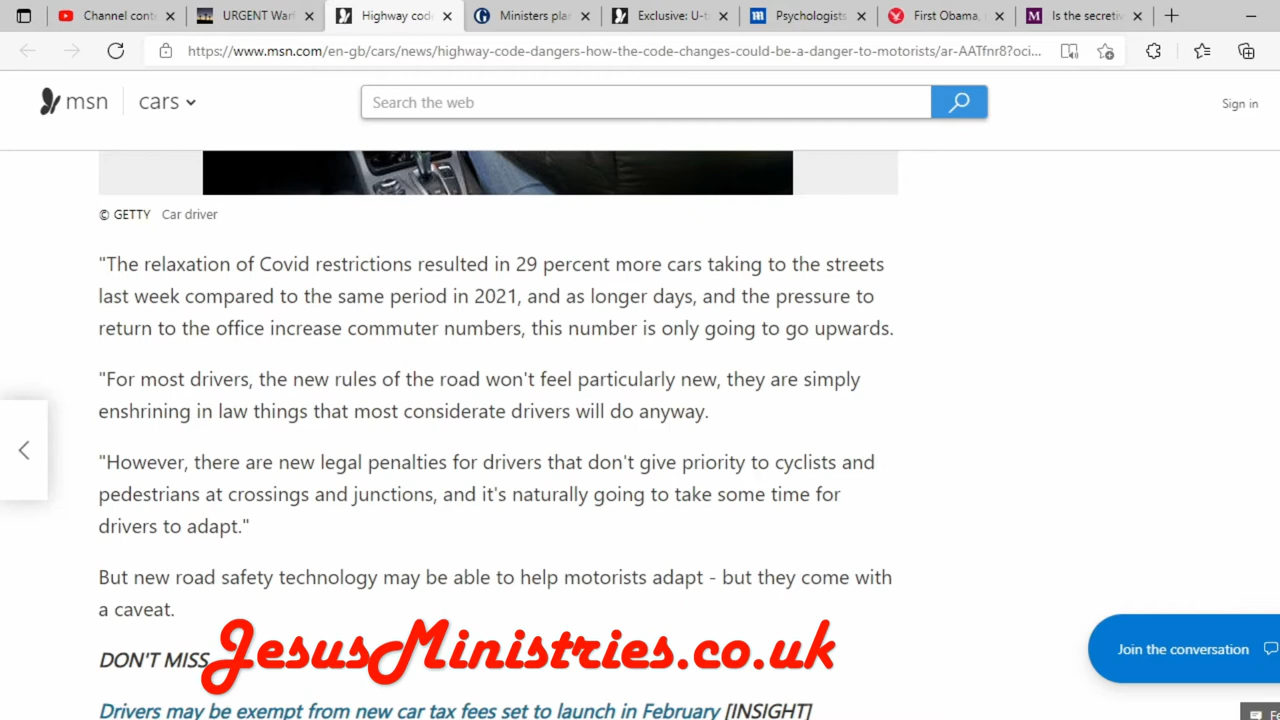 Channel cont
URGENT Warl
Highway cod
Ministers plan
Exclusive: U-t
Psychologists
First Obama,
Is the secretiv
https://www.msn.com/en-gb/cars/news/highway-code-dangers-how-the-code-changes-could-be-a-danger-to-motorists/ar-AATfnr8?oci...
msn
cars
Search the web
Sign in
© GETTY Car driver
"The relaxation of Covid restrictions resulted in 29 percent more cars taking to the streets
last week compared to the same period in 2021, and as longer days, and the pressure to
return to the office increase commuter numbers, this number is only going to go upwards.
"For most drivers, the new rules of the road won't feel particularly new, they are simply
enshrining in law things that most considerate drivers will do anyway.
"However, there are new legal penalties for drivers that don't give priority to cyclists and
pedestrians at crossings and junctions, and it's naturally going to take some time for
drivers to adapt."
But new road safety technology may be able to help motorists adapt - but they come with
a caveat.
DON'T MISS
JesusMinistries.co.uk
Join the conversation
Drivers may be exempt from new car tax fees set to launch in February [INSIGHT]